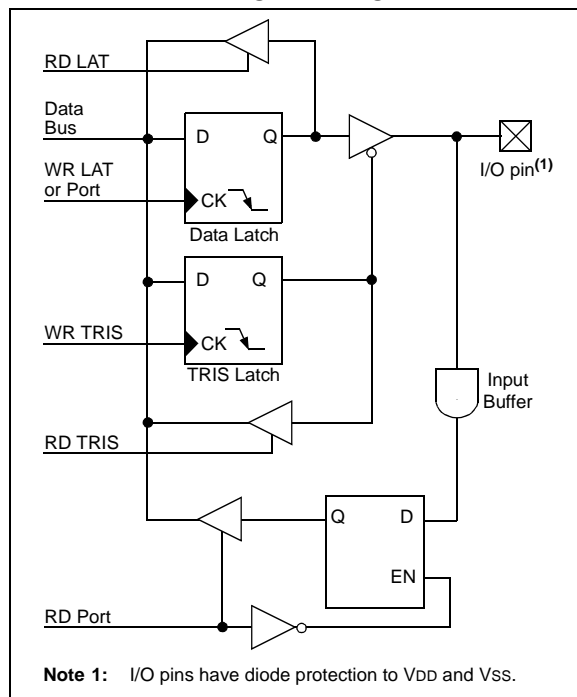 RD LAT
Data
Bus
D
Q
WR LAT
or Port
I/O pin(1)
CK
Data Latch
D
Q
WR TRIS
CK
TRIS Latch
Input
Buffer
RD TRIS
Q
D
EN
RD Port
Note 1: I/O pins have diode protection to VDD and VSS.